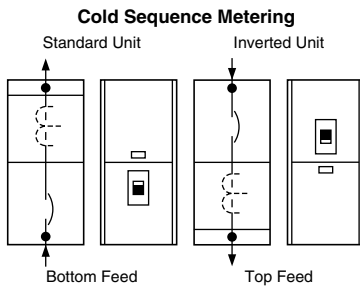 Cold Sequence Metering
Standard Unit
Inverted Unit
Bottom Feed
Top Feed